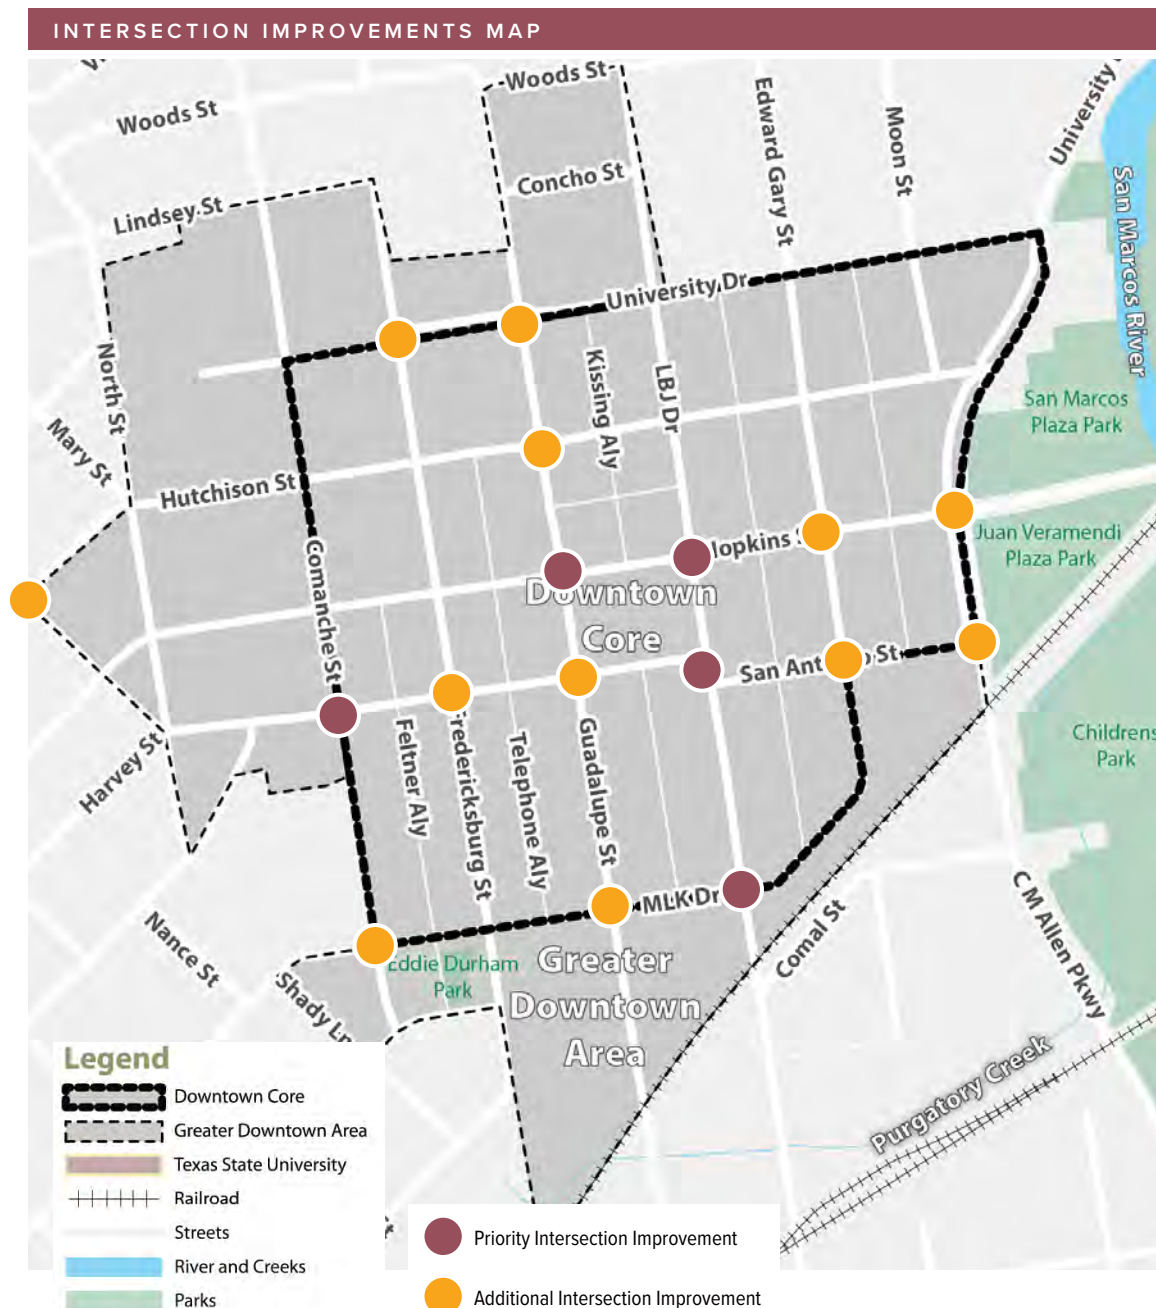 INTERSECTION IMPROVEMENTS MAP
Woods St
Woods St
Edward Gary St
Moon St
University
San Marcos River
Concho St
Lindsey St
University Dr
North St
Kissing Aly
LBJ Dr
San Marcos
Plaza Park
Mary St
Hutchison St
Comanche St
Juan Veramendi
Plaza Park
Downtown
Core
San Ant
St
Harvey St
Feltner Aly
redericksburg St
Telephone Aly
Guadalupe St
Childrens
Park
MLK Dr
C M Allen Pkwy
Comal St
Nance St
Shady Ln
Eddie Durham
Park
Greater
Downtown
Area
Purgatory Creek
Legend
Downtown Core
Greater Downtown Area
Texas State University
Railroad
Streets
River and Creeks
Parks
Priority Intersection Improvement
Additional Intersection Improvement